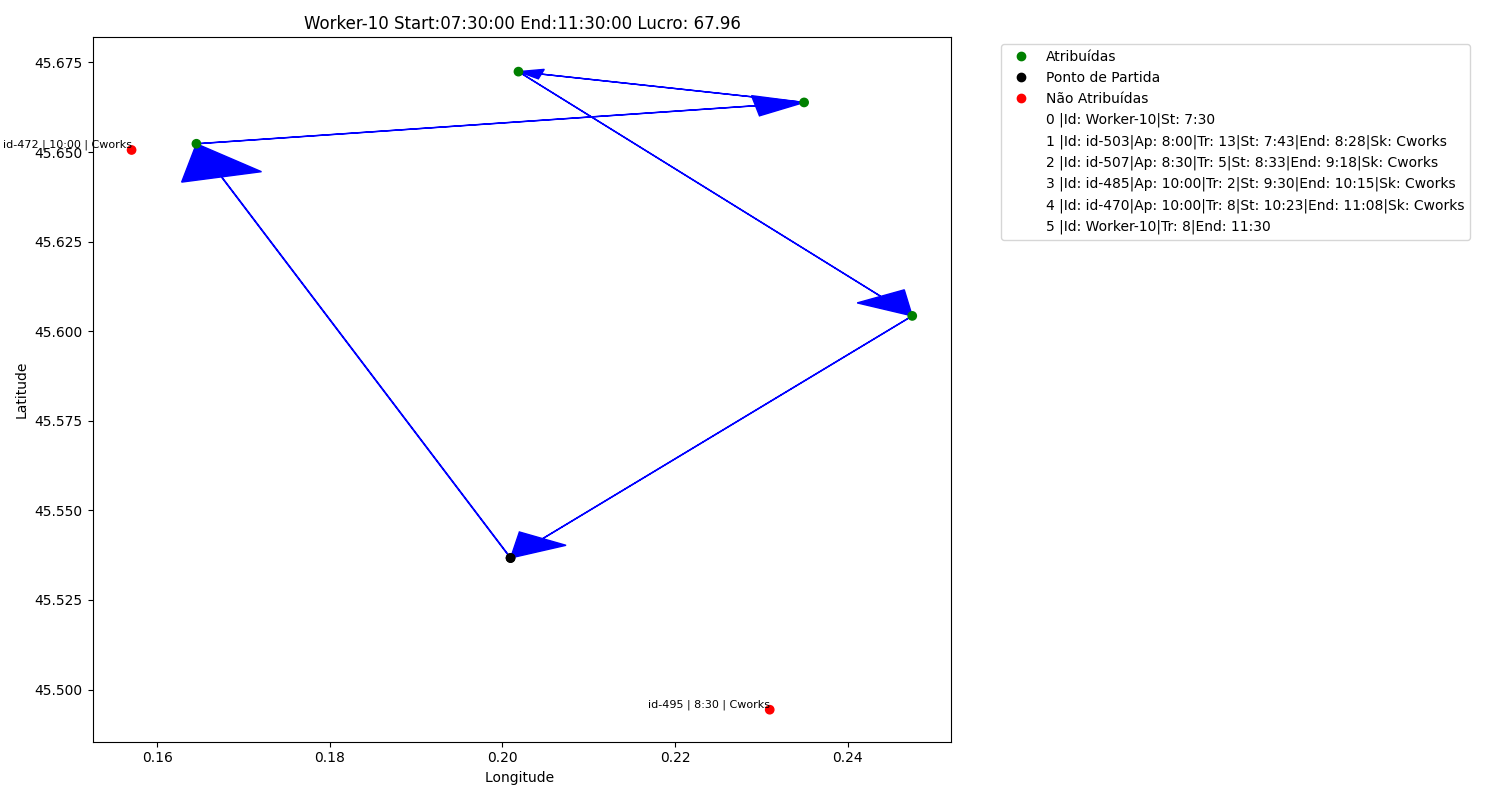 Worker-10 Start:07:30:00 End:11:30:00 Lucro: 67.96
Latitude
45.675
45.650
45.625
45.600
45.575
45.550
45.525
45.500
id-472 | 10:00 | Cworks
id-495 | 8:30 | Cworks
0.16
0.18
0.20
0.22
0.24
Longitude
Atribuídas
Ponto de Partida
Não Atribuídas
0 |Id: Worker-10|St: 7:30
1 |Id: id-503|Ap: 8:00|Tr: 13|St: 7:43|End: 8:28|Sk: Cworks
2 |Id: id-507|Ap: 8:30|Tr: 5|St: 8:33|End: 9:18|Sk: Cworks
3 |Id: id-485|Ap: 10:00|Tr: 2|St: 9:30|End: 10:15|Sk: Cworks
4 |Id: id-470|Ap: 10:00|Tr: 8|St: 10:23|End: 11:08|Sk: Cworks
5 |Id: Worker-10|Tr: 8|End: 11:30